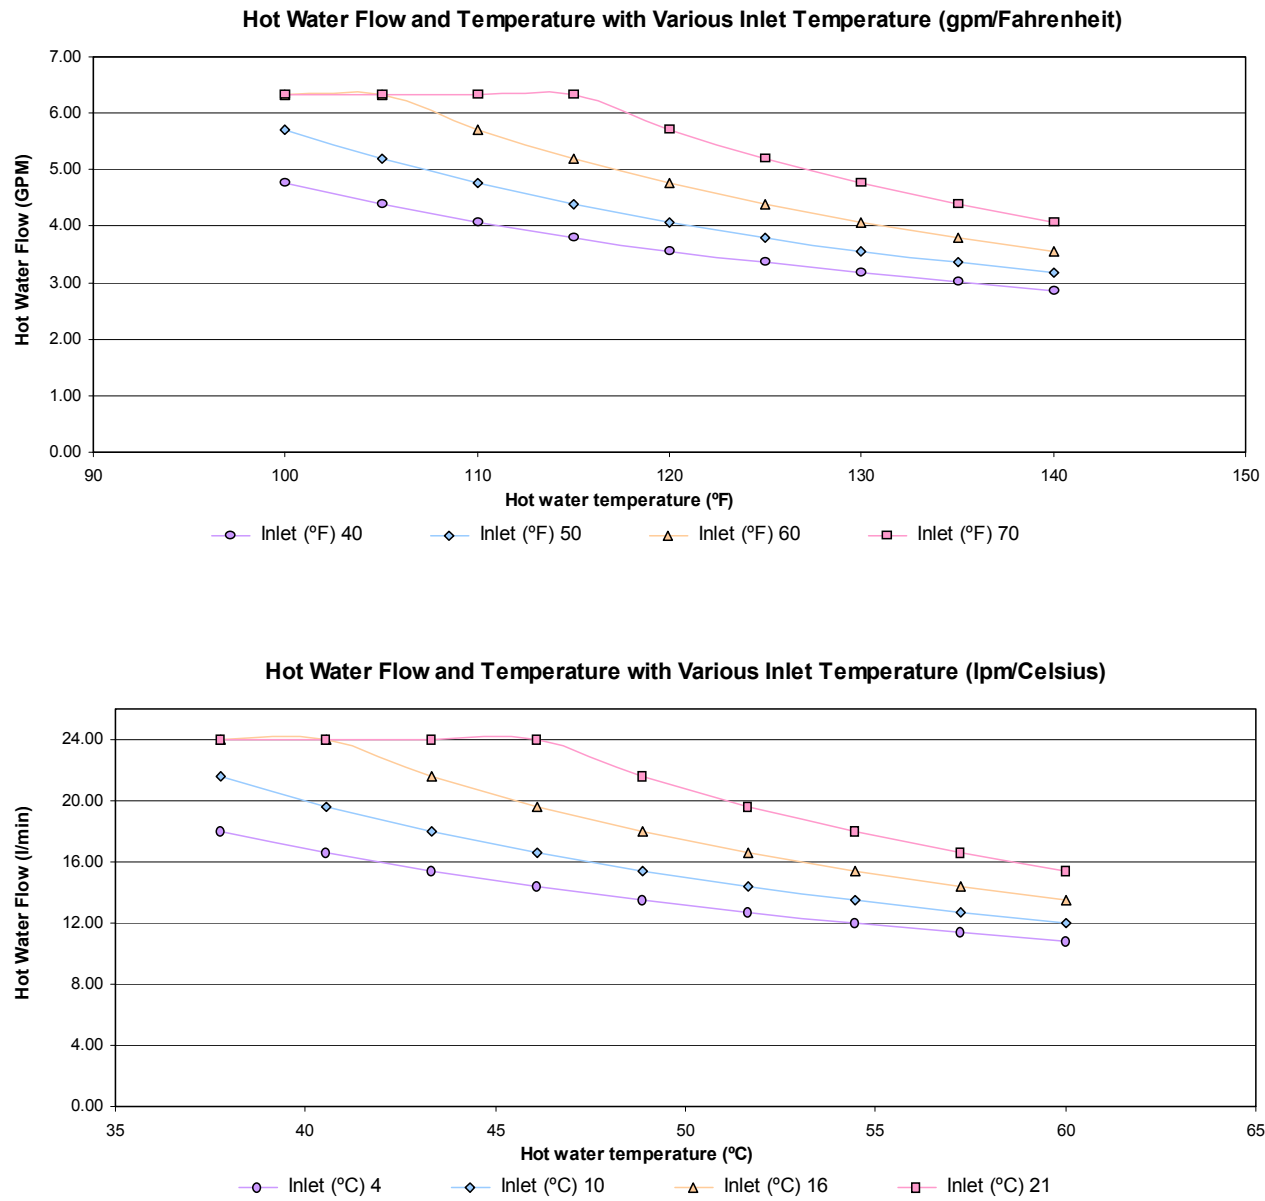 Hot Water Flow and Temperature with Various Inlet Temperature (gpm/Fahrenheit)
7.00
6.00
5.00
4.00
3.00
2.00
1.00
0.00
Hot Water Flow (GPM)
90 100 110 120 130 140 150
Hot water temperature (ºF)
Inlet (ºF) 40 Inlet (ºF) 50 Inlet (ºF) 60 Inlet (ºF) 70
Hot Water Flow and Temperature with Various Inlet Temperature (lpm/Celsius)
24.00
20.00
16.00
12.00
8.00
4.00
0.00
Hot Water Flow (l/min)
35 40 45 50 55 60 65
Hot water temperature (ºC)
Inlet (ºC) 4 Inlet (ºC) 10 Inlet (ºC) 16 Inlet (ºC) 21